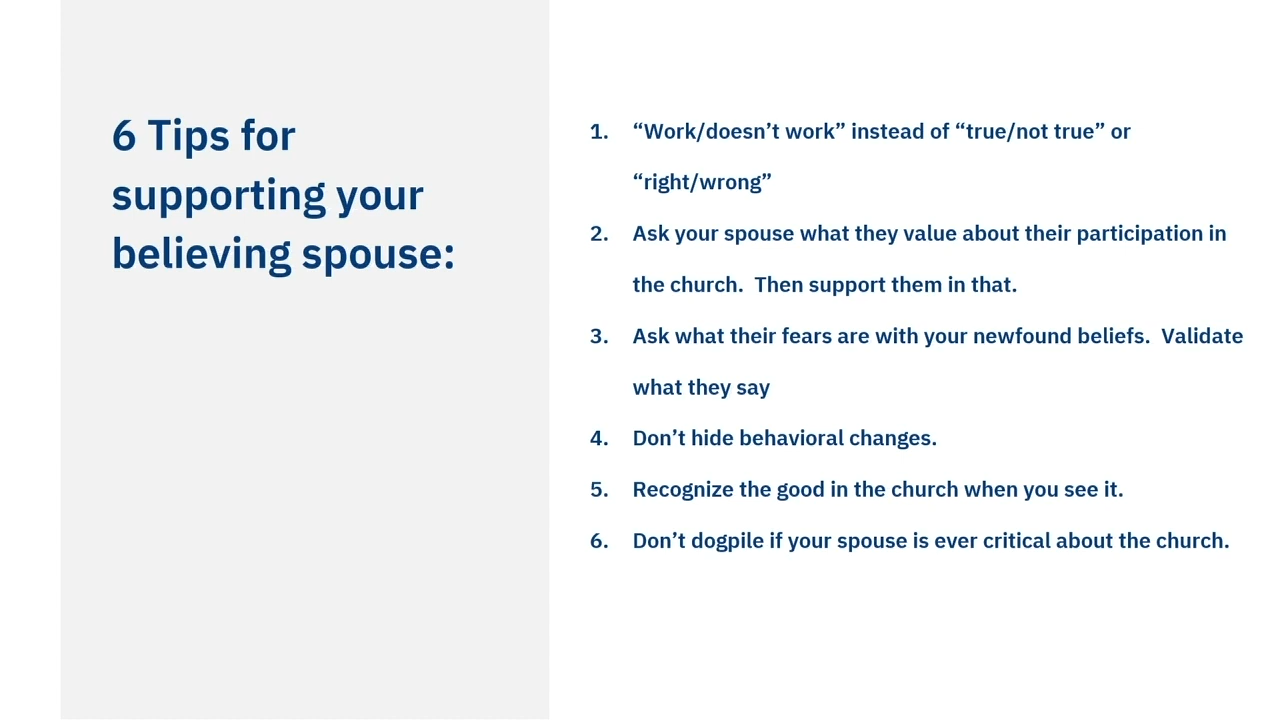 6 Tips for
supporting your
believing spouse:
1. “Work/doesn’t work” instead of “true/not true” or
“right/wrong”
2. Ask your spouse what they value about their participation in
the church.  Then support them in that.
3. Ask what their fears are with your newfound beliefs.  Validate
what they say
4. Don’t hide behavioral changes.
5. Recognize the good in the church when you see it.
6. Don’t dogpile if your spouse is ever critical about the church.